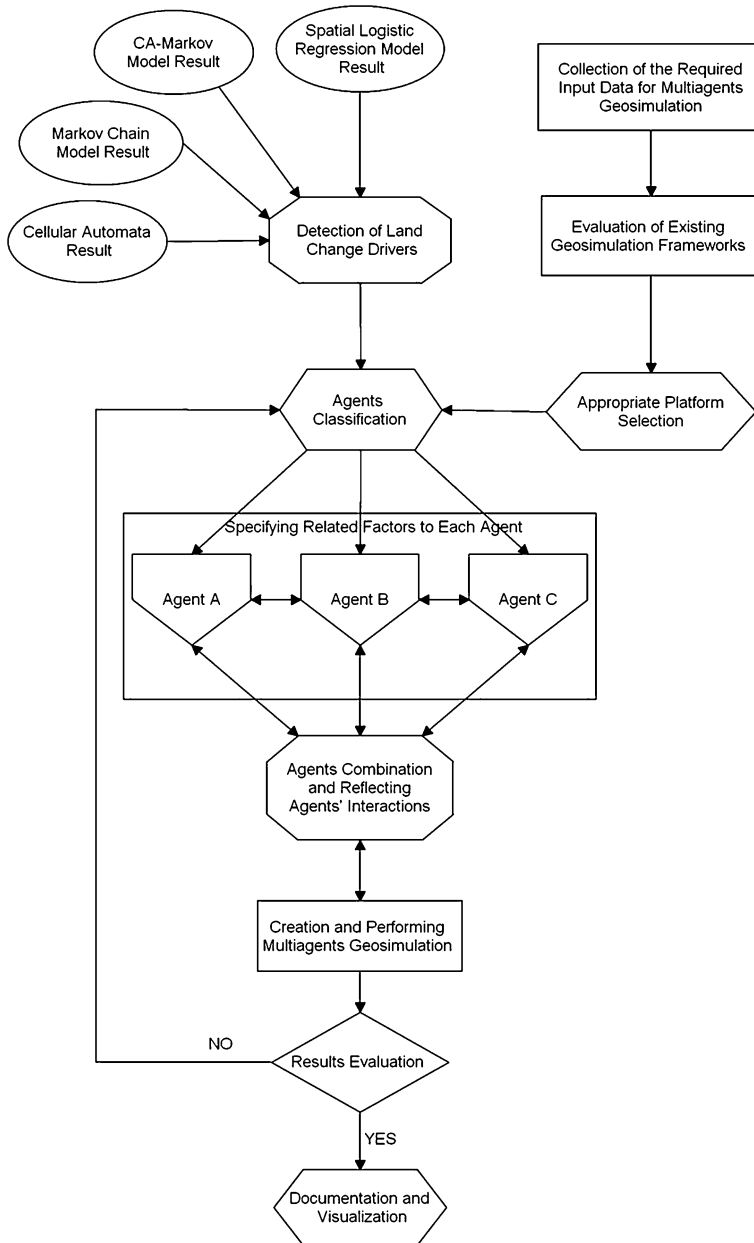 CA-Markov
Model Result
Spatial Logistic
Regression Model
Result
Collection of the Required
Input Data for Multiagents
Geosimulation
Markov Chain
Model Result
Cellular Automata
Result
Detection of Land
Change Drivers
Evaluation of Existing
Geosimulation Frameworks
Agents
Classification
Appropriate Platform
Selection
Specifying Related Factors to Each Agent
Agent A
Agent B
Agent C
Agents Combination
and Reflecting
Agents' Interactions
Creation and Performing
Multiagents Geosimulation
NO
Results Evaluation
YES
Documentation and
Visualization